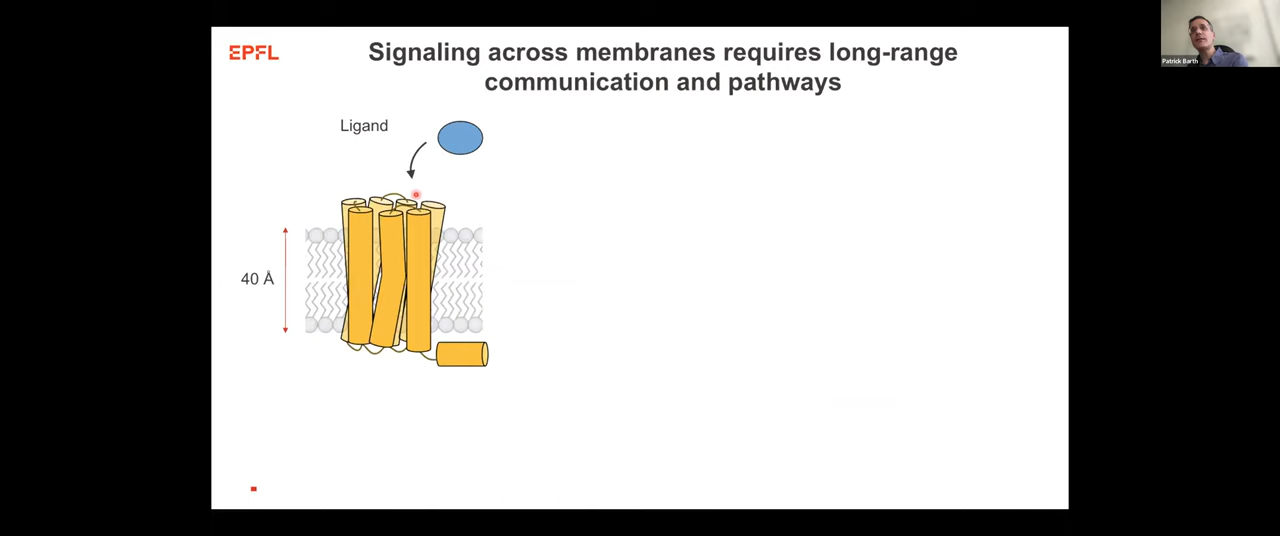 EPFL
Signaling across membranes requires long-range
communication and pathways
Patrick Barth
Ligand
40 Å